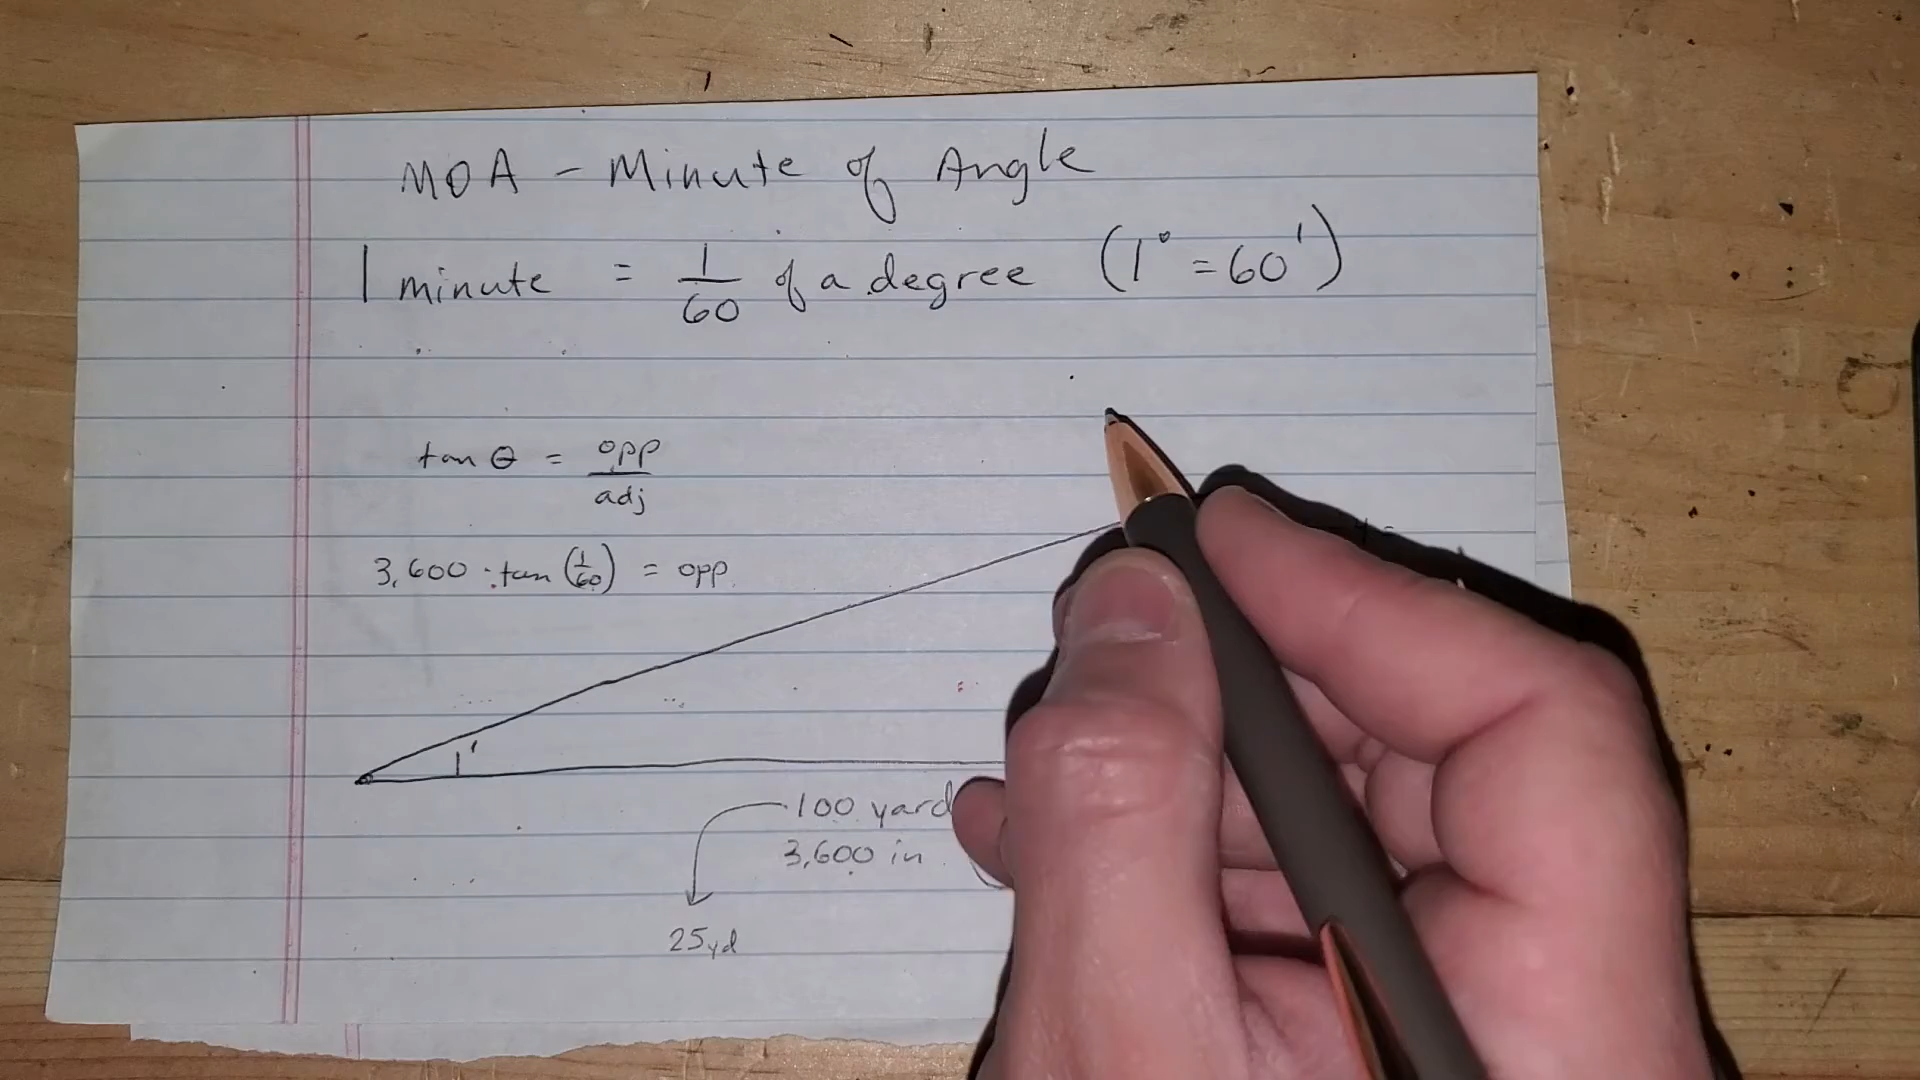 MOA - Minute of Angle
1 minute = 1/60 of a degree (1° = 60')
tan θ = opp/adj
3,600 · tan (1/60) = opp
1'
100 yard
3,600 in
25yd